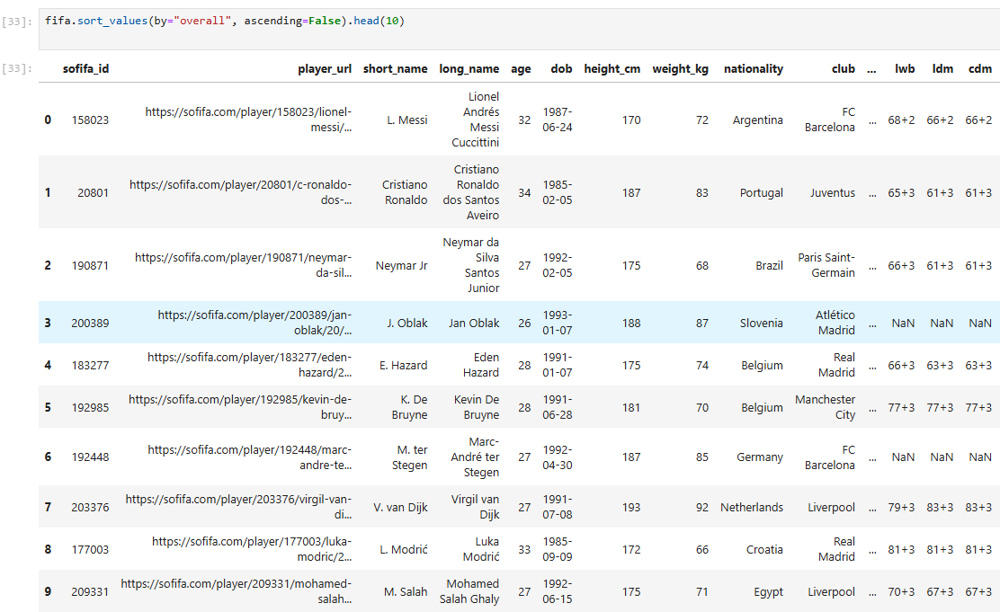 [33]: fifa.sort_values(by="overall", ascending=False).head(10)
[33]: sofifa_id player_url short_name long_name age dob height_cm weight_kg nationality club ... lwb ldm cdm
0 158023 https://sofifa.com/player/158023/lionel-messi/... L. Messi Lionel Andrés Messi Cuccittini 32 1987-06-24 170 72 Argentina FC Barcelona ... 68+2 66+2 66+2
1 20801 https://sofifa.com/player/20801/c-ronaldo-dos-... Cristiano Ronaldo Cristiano Ronaldo dos Santos Aveiro 34 1985-02-05 187 83 Portugal Juventus ... 65+3 61+3 61+3
2 190871 https://sofifa.com/player/190871/neymar-da-sil... Neymar Jr Neymar da Silva Santos Junior 27 1992-02-05 175 68 Brazil Paris Saint-Germain ... 66+3 61+3 61+3
3 200389 https://sofifa.com/player/200389/jan-oblak/20/... J. Oblak Jan Oblak 26 1993-01-07 188 87 Slovenia Atlético Madrid ... NaN NaN NaN
4 183277 https://sofifa.com/player/183277/eden-hazard/2... E. Hazard Eden Hazard 28 1991-01-07 175 74 Belgium Real Madrid ... 66+3 63+3 63+3
5 192985 https://sofifa.com/player/192985/kevin-de-bruy... K. De Bruyne Kevin De Bruyne 28 1991-06-28 181 70 Belgium Manchester City ... 77+3 77+3 77+3
6 192448 https://sofifa.com/player/192448/marc-andre-te... M. ter Stegen Marc-André ter Stegen 27 1992-04-30 187 85 Germany FC Barcelona ... NaN NaN NaN
7 203376 https://sofifa.com/player/203376/virgil-van-di... V. van Dijk Virgil van Dijk 27 1991-07-08 193 92 Netherlands Liverpool ... 79+3 83+3 83+3
8 177003 https://sofifa.com/player/177003/luka-modric/2... L. Modrić Luka Modrić 33 1985-09-09 172 66 Croatia Real Madrid ... 81+3 81+3 81+3
9 209331 https://sofifa.com/player/209331/mohamed-salah... M. Salah Mohamed Salah Ghaly 27 1992-06-15 175 71 Egypt Liverpool ... 70+3 67+3 67+3